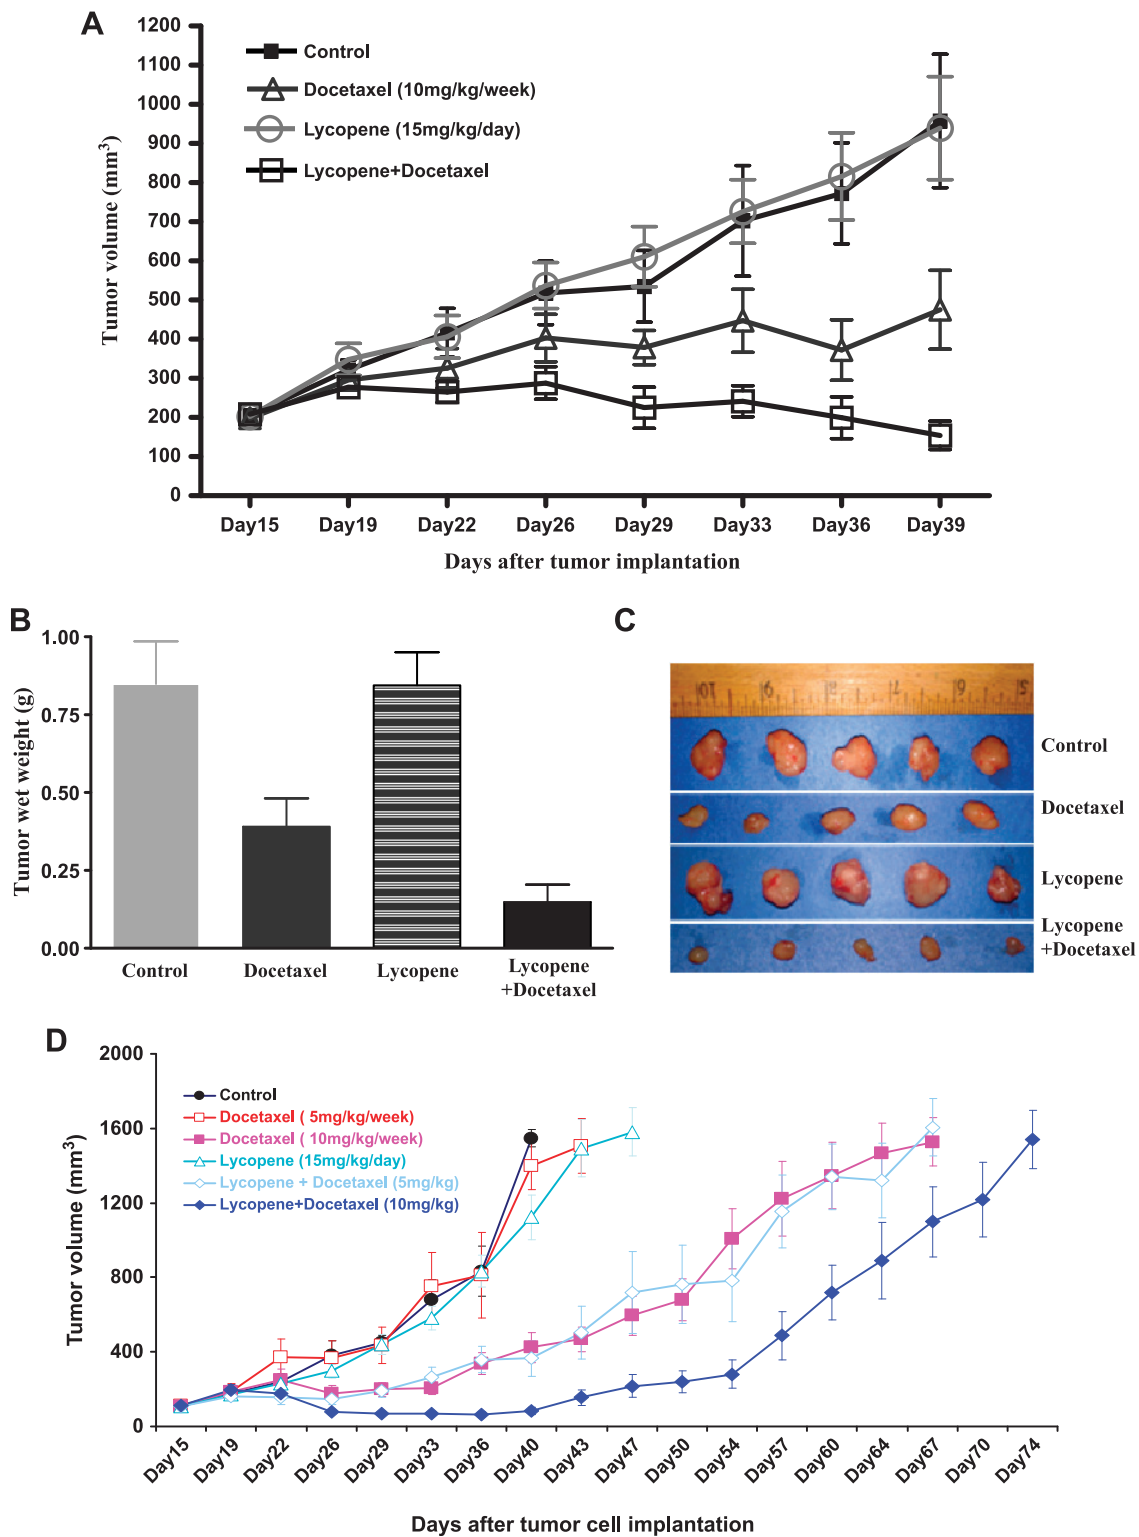 A
1200
1100
1000
900
800
700
600
500
400
300
200
100
0
Tumor volume (mm³)
Control
Docetaxel (10mg/kg/week)
Lycopene (15mg/kg/day)
Lycopene+Docetaxel
Day15 Day19 Day22 Day26 Day29 Day33 Day36 Day39
Days after tumor implantation
B
1.00
0.75
0.50
0.25
0.00
Tumor wet weight (g)
Control Docetaxel Lycopene Lycopene
+Docetaxel
C
10 9 8 7 6 5
Control
Docetaxel
Lycopene
Lycopene
+Docetaxel
D
2000
1600
1200
800
400
0
Tumor volume (mm³)
Control
Docetaxel ( 5mg/kg/week)
Docetaxel ( 10mg/kg/week)
Lycopene (15mg/kg/day)
Lycopene + Docetaxel (5mg/kg)
Lycopene+Docetaxel (10mg/kg)
Day15 Day19 Day22 Day26 Day29 Day33 Day36 Day40 Day43 Day47 Day50 Day54 Day57 Day60 Day64 Day67 Day70 Day74
Days after tumor cell implantation